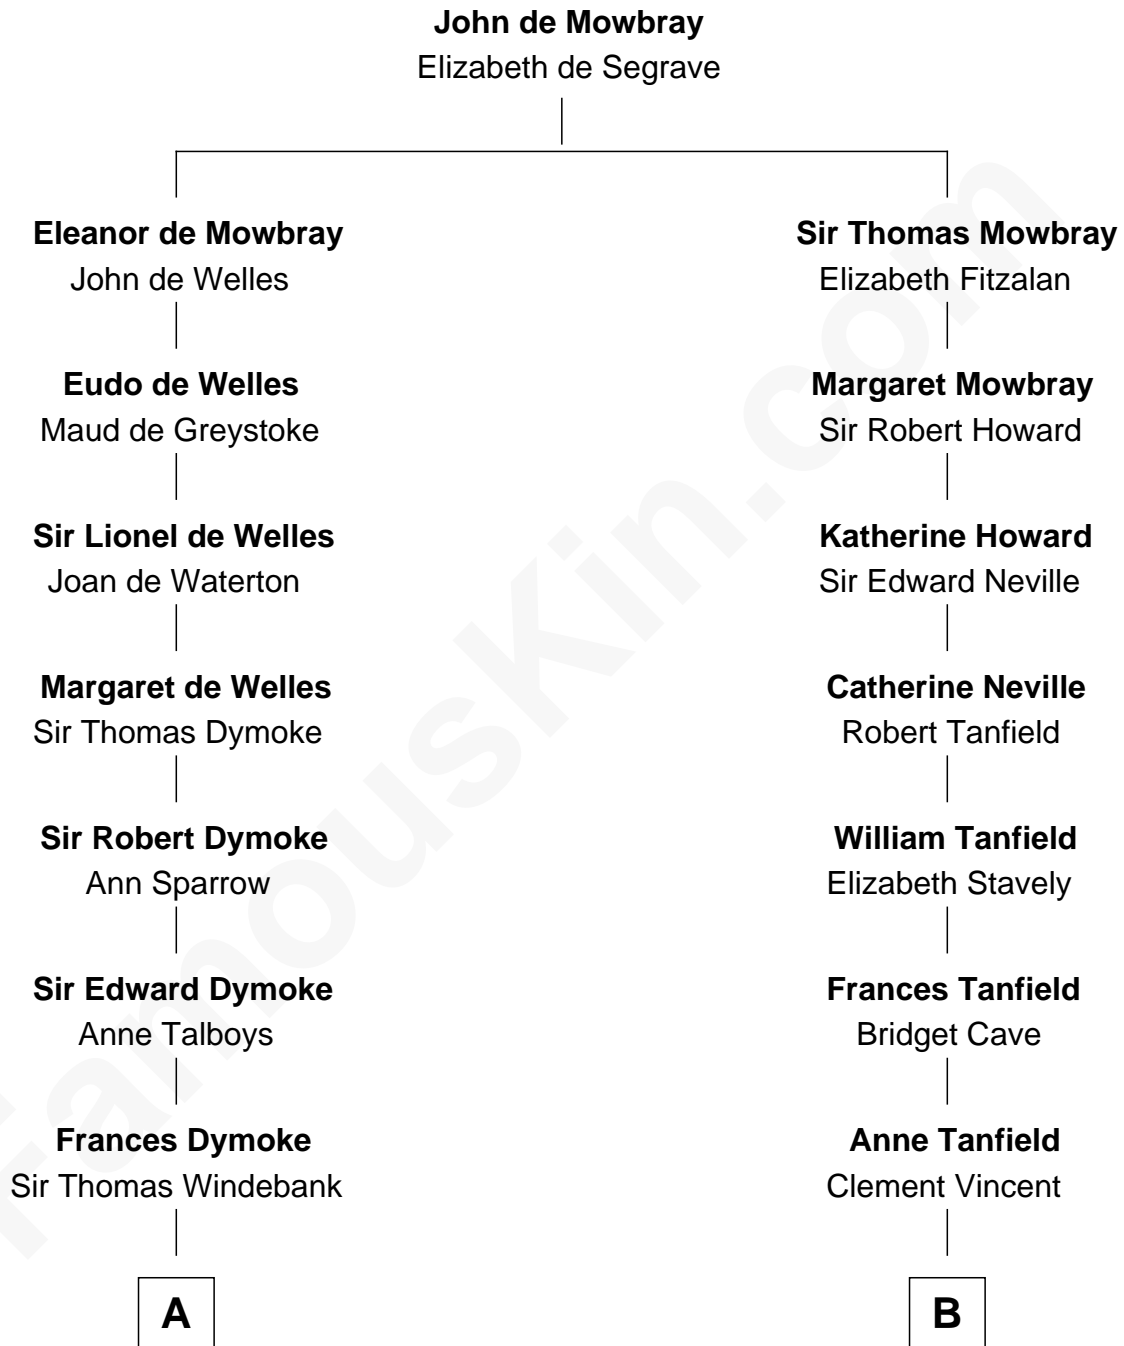 John de Mowbray
Elizabeth de Segrave
Eleanor de Mowbray
John de Welles
Sir Thomas Mowbray
Elizabeth Fitzalan
Eudo de Welles
Maud de Greystoke
Margaret Mowbray
Sir Robert Howard
Sir Lionel de Welles
Joan de Waterton
Katherine Howard
Sir Edward Neville
Margaret de Welles
Sir Thomas Dymoke
Catherine Neville
Robert Tanfield
Sir Robert Dymoke
Ann Sparrow
William Tanfield
Elizabeth Stavely
Sir Edward Dymoke
Anne Talboys
Frances Tanfield
Bridget Cave
Frances Dymoke
Sir Thomas Windebank
Anne Tanfield
Clement Vincent
A
B
FamousKin.com